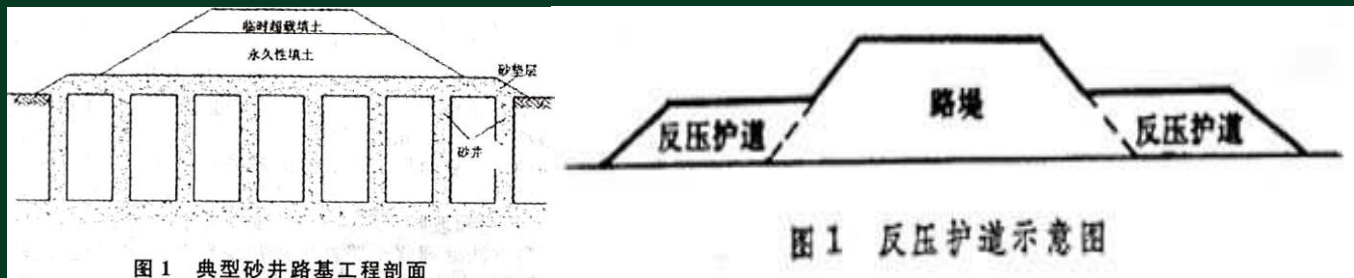 临时超载填土
永久性填土
砂垫层
砂井
图1 典型砂井路基工程剖面
路堤
反压护道
反压护道
图1 反压护道示意图